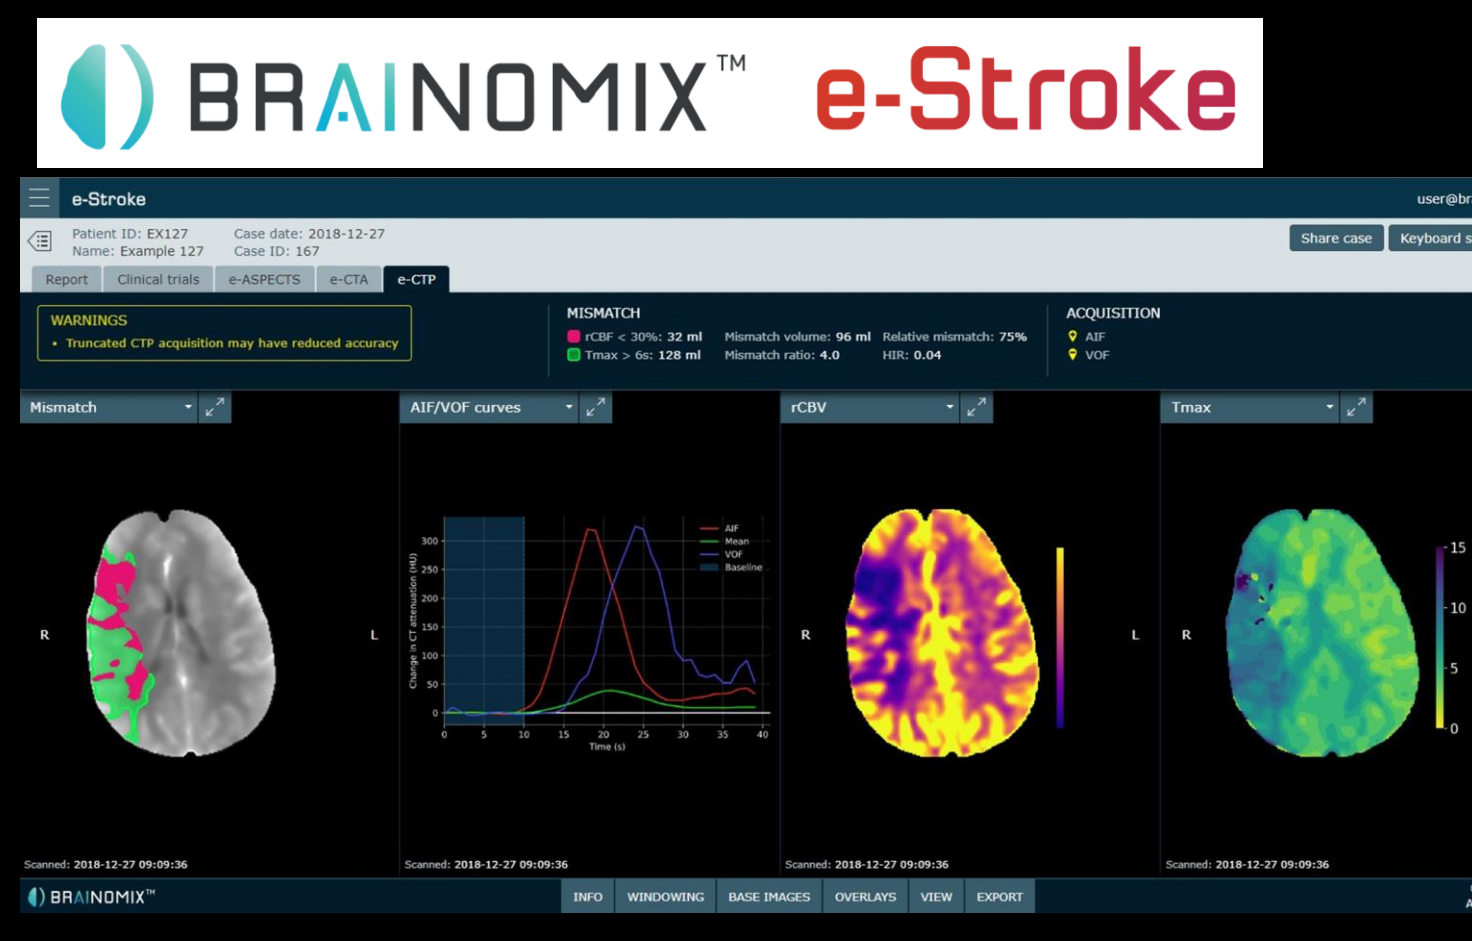 BRAINOMIX™ e-Stroke
e-Stroke
user@bra
Patient ID: EX127 Case date: 2018-12-27
Name: Example 127 Case ID: 167
Share case Keyboard s
Report Clinical trials e-ASPECTS e-CTA e-CTP
WARNINGS
• Truncated CTP acquisition may have reduced accuracy
MISMATCH
rCBF < 30%: 32 ml Mismatch volume: 96 ml Relative mismatch: 75%
Tmax > 6s: 128 ml Mismatch ratio: 4.0 HIR: 0.04
ACQUISITION
AIF
VOF
Mismatch
AIF/VOF curves
rCBV
Tmax
R
L
Change in CT attenuation (HU)
300
250
200
150
100
50
0
0 5 10 15 20 25 30 35 40
Time (s)
AIF
Mean
VOF
Baseline
R
L
R
15
10
5
0
Scanned: 2018-12-27 09:09:36
Scanned: 2018-12-27 09:09:36
Scanned: 2018-12-27 09:09:36
Scanned: 2018-12-27 09:09:36
BRAINOMIX™
INFO WINDOWING BASE IMAGES OVERLAYS VIEW EXPORT